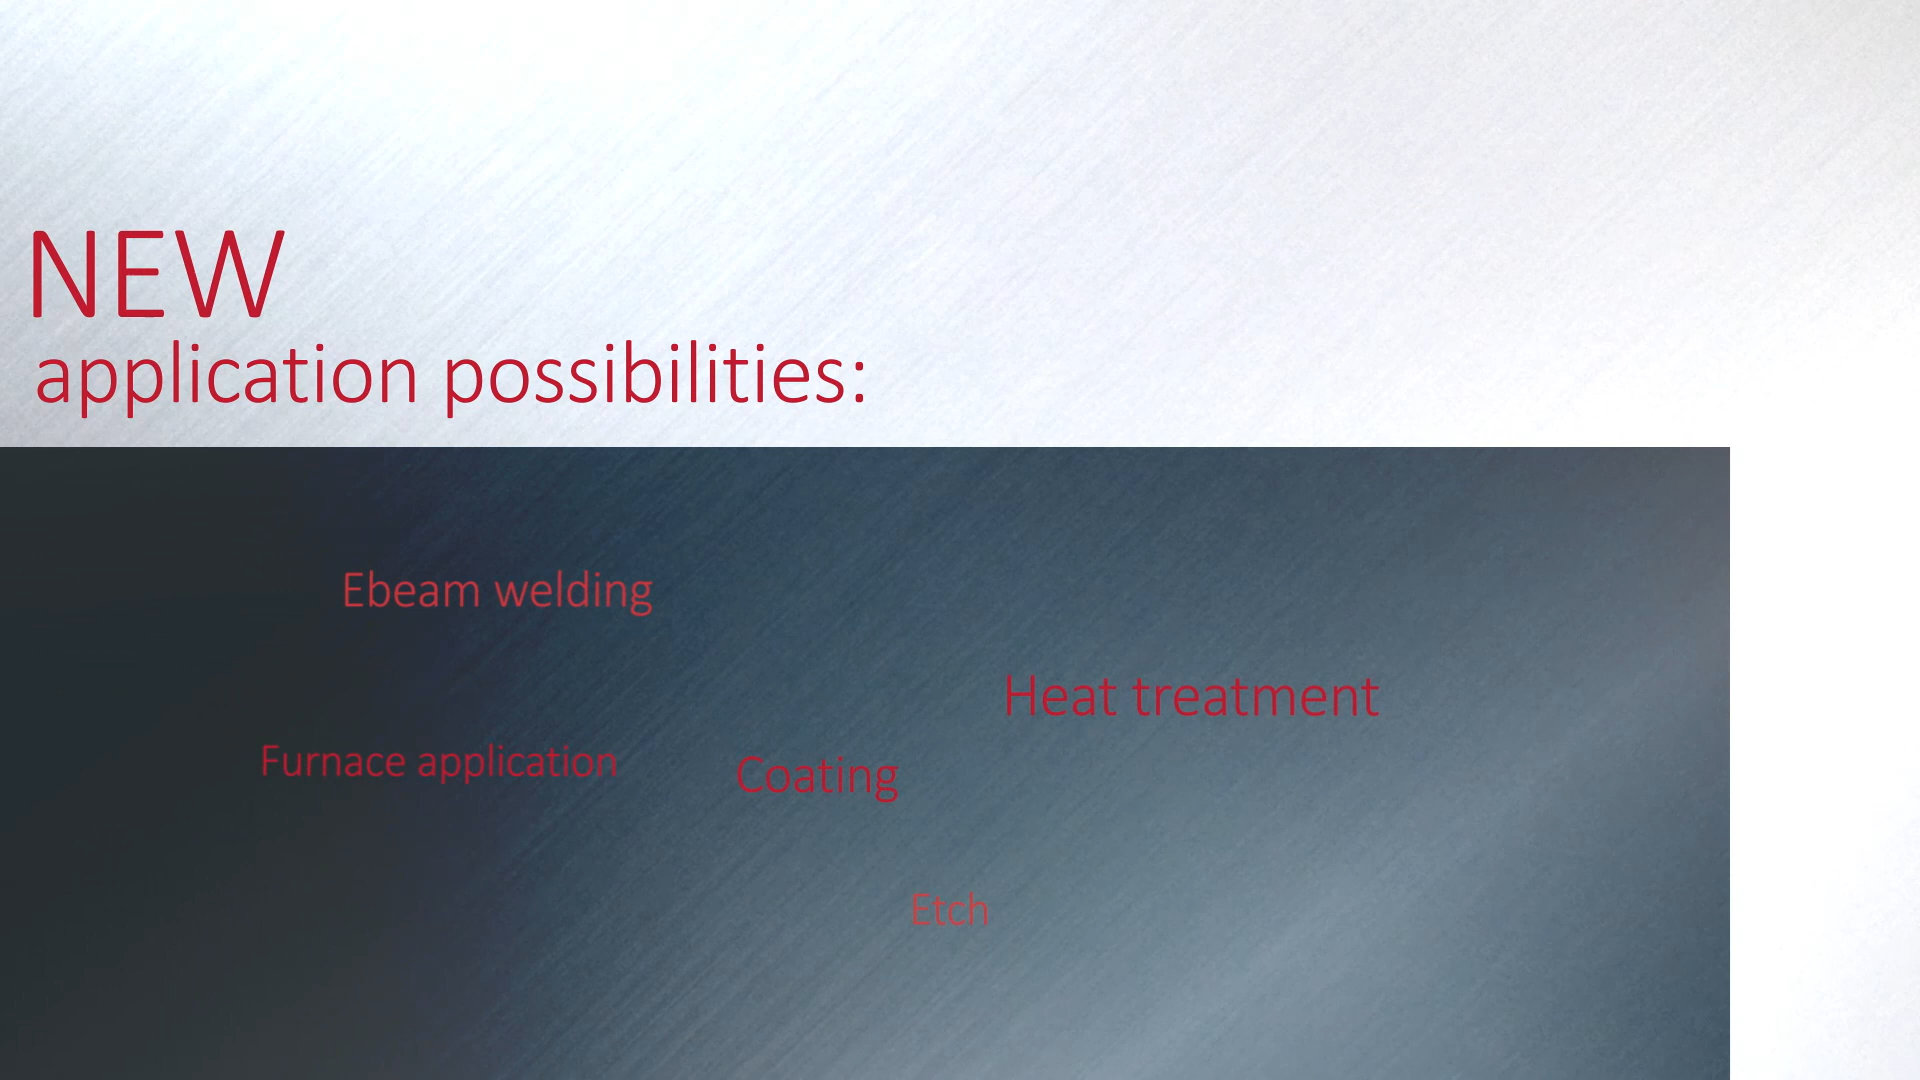 NEW
application possibilities:
Ebeam welding
Heat treatment
Furnace application
Coating
Etch